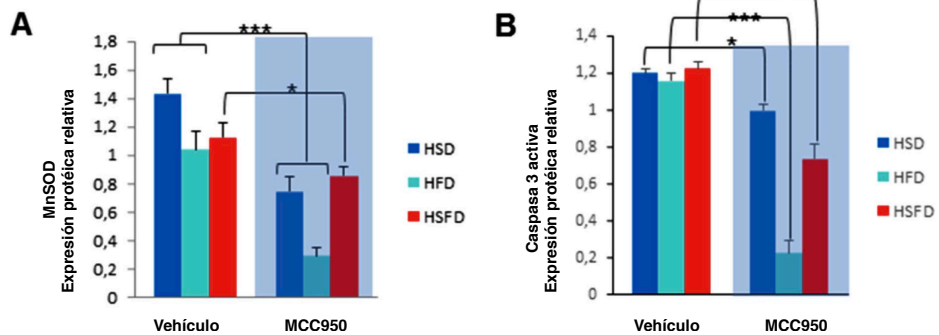 A
MnSOD
Expresión protéica relativa
1,8
1,6
1,4
1,2
1
0,8
0,6
0,4
0,2
0
***
*
HSD
HFD
HSFD
Vehículo
MCC950
B
Caspasa 3 activa
Expresión protéica relativa
1,4
1,2
1
0,8
0,6
0,4
0,2
0
***
*
HSD
HFD
HSFD
Vehículo
MCC950